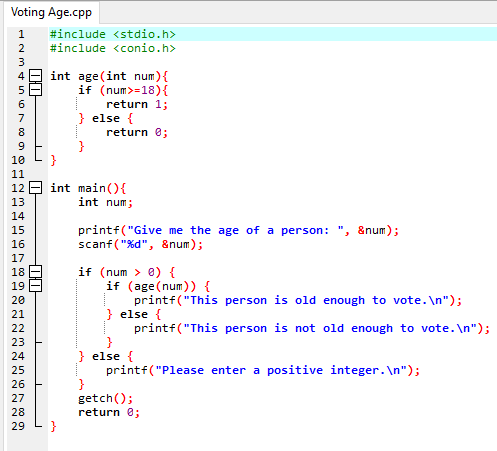 Voting Age.cpp
1 #include <stdio.h>
2 #include <conio.h>
3
4 int age(int num){
5     if (num>=18){
6         return 1;
7     } else {
8         return 0;
9     }
10 }
11
12 int main(){
13     int num;
14
15     printf("Give me the age of a person: ", &num);
16     scanf("%d", &num);
17
18     if (num > 0) {
19         if (age(num)) {
20             printf("This person is old enough to vote.\n");
21         } else {
22             printf("This person is not old enough to vote.\n");
23         }
24     } else {
25         printf("Please enter a positive integer.\n");
26     }
27     getch();
28     return 0;
29 }